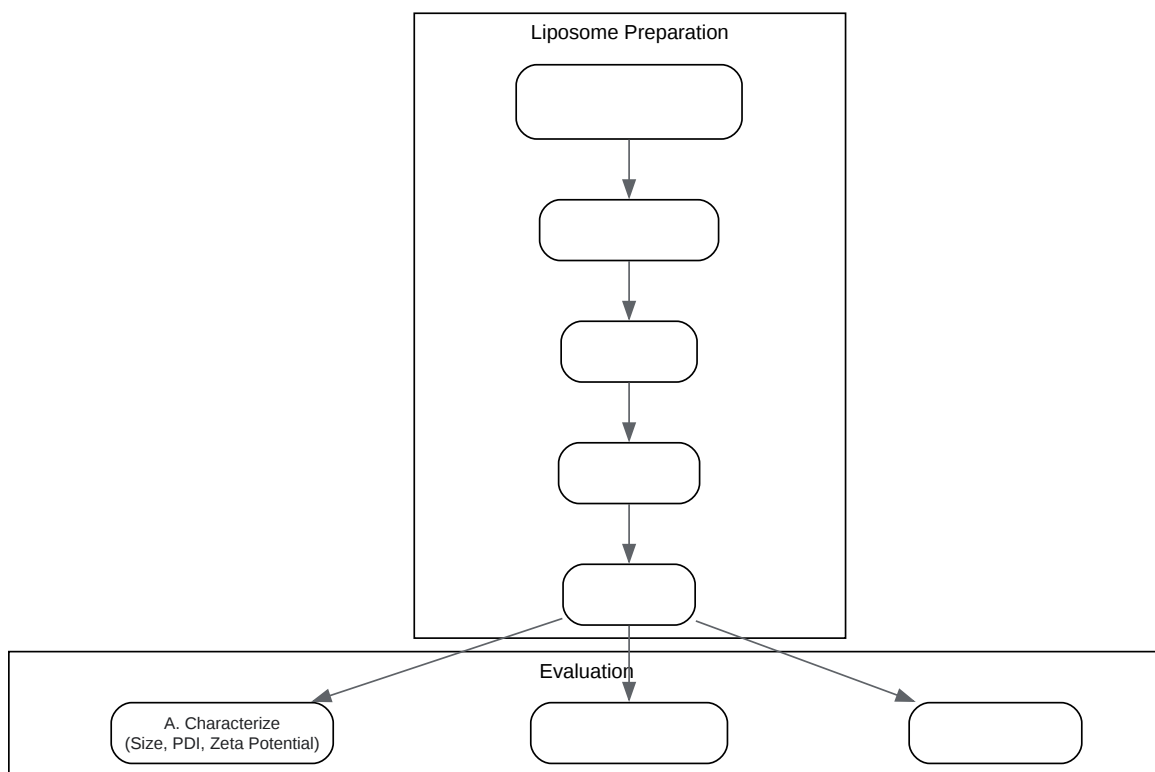 Liposome Preparation
Evaluation
A. Characterize
(Size, PDI, Zeta Potential)